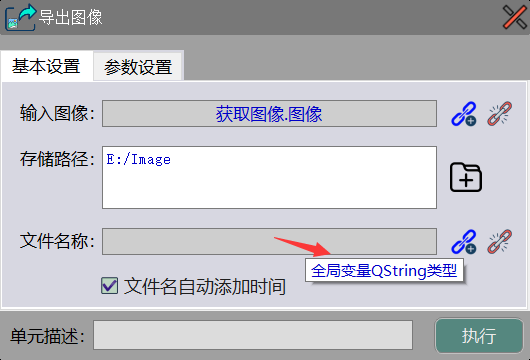 导出图像
基本设置 参数设置
输入图像: 获取图像.图像
存储路径: E:/Image
文件名称:
全局变量QString类型
文件名自动添加时间
单元描述: 执行